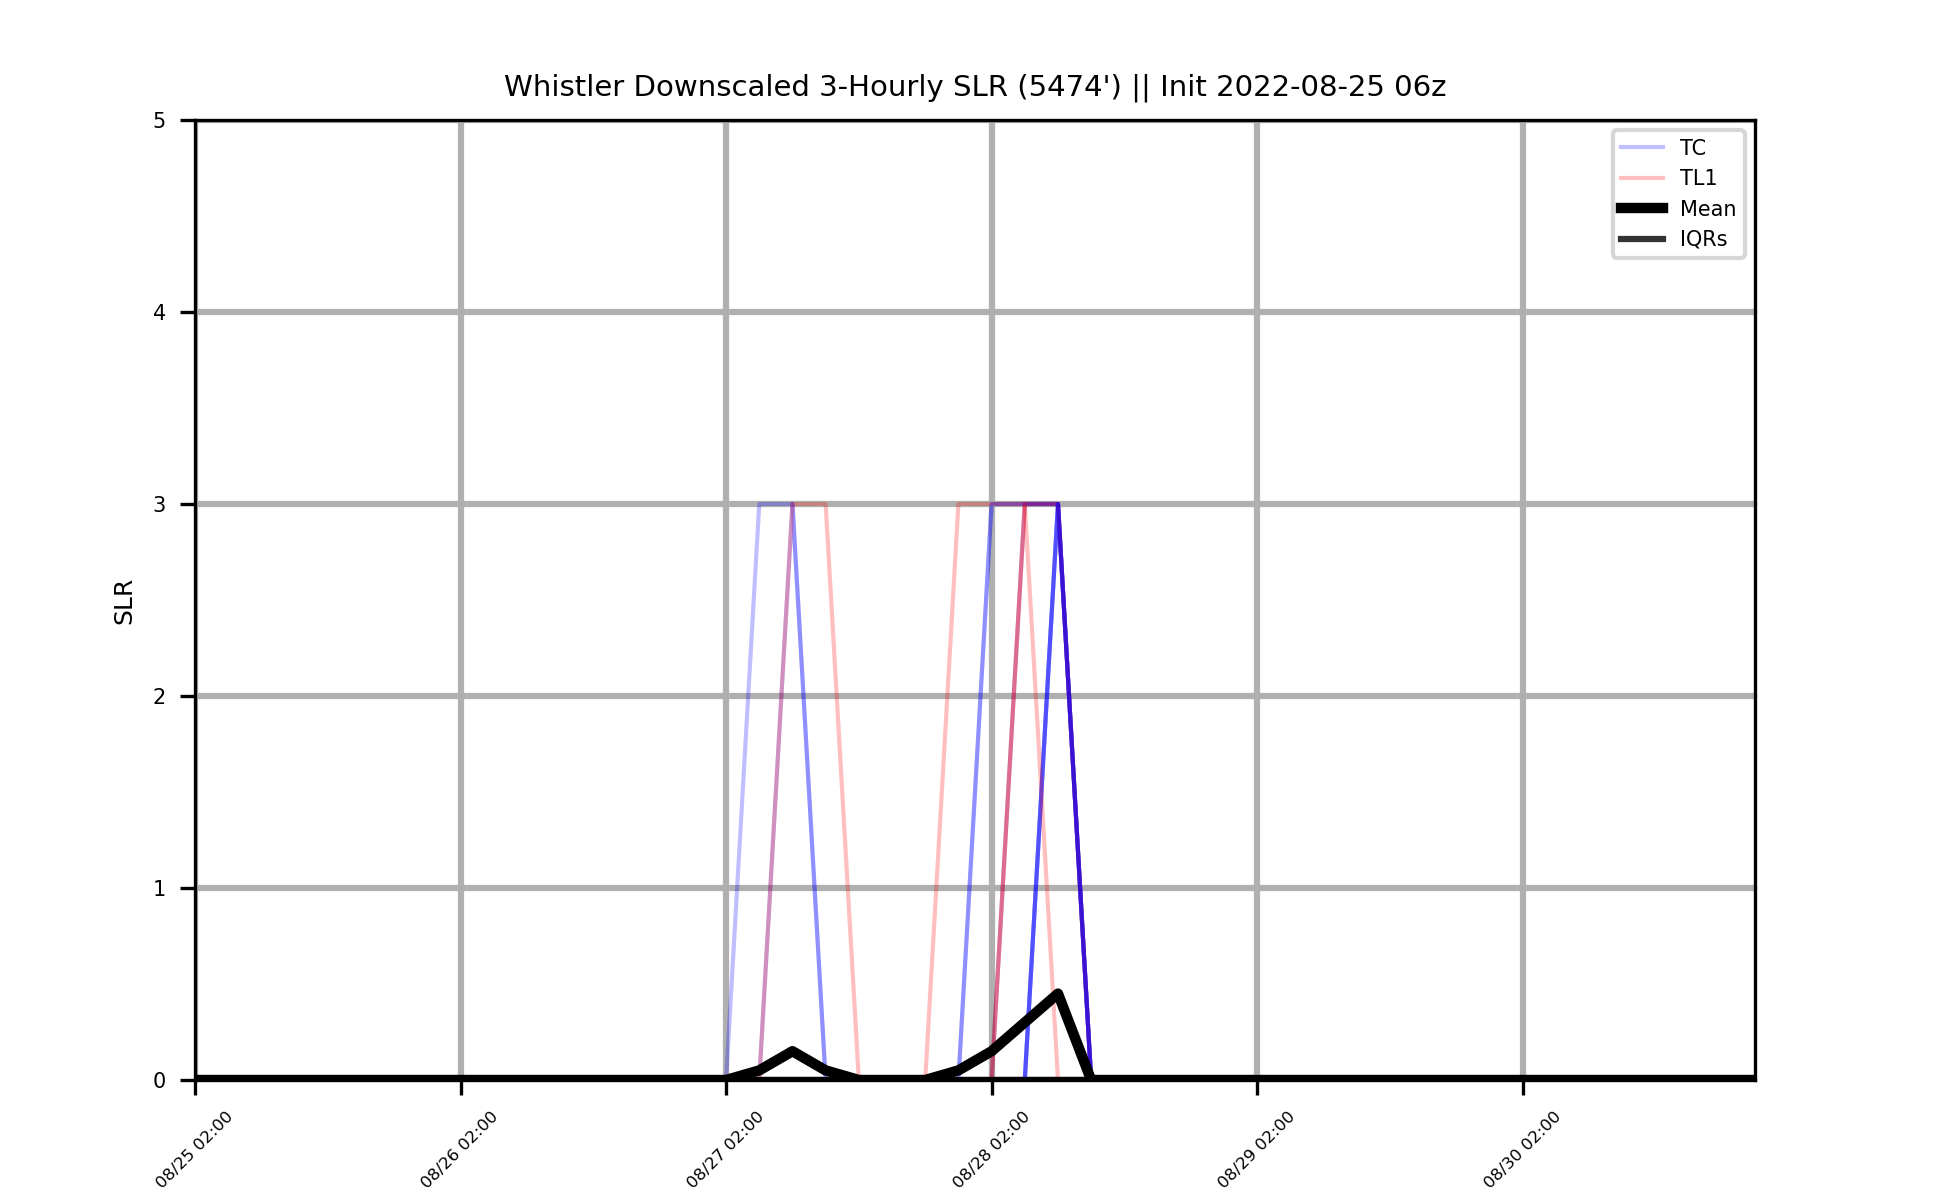 Whistler Downscaled 3-Hourly SLR (5474') || Init 2022-08-25 06z
5
4
3
2
1
0
SLR
TC
TL1
Mean
IQRs
08/25 02:00
08/26 02:00
08/27 02:00
08/28 02:00
08/29 02:00
08/30 02:00